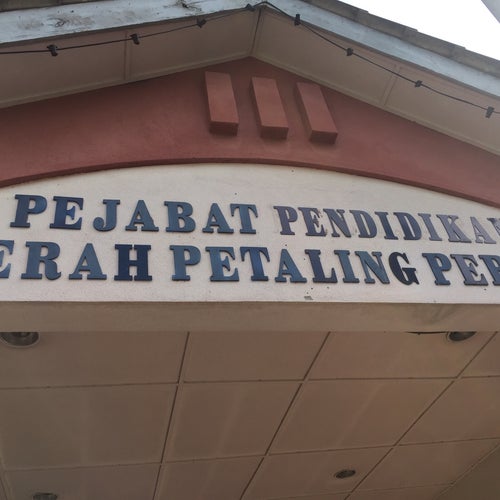 PEJABAT PENDIDIKA
ERAH PETALING PER